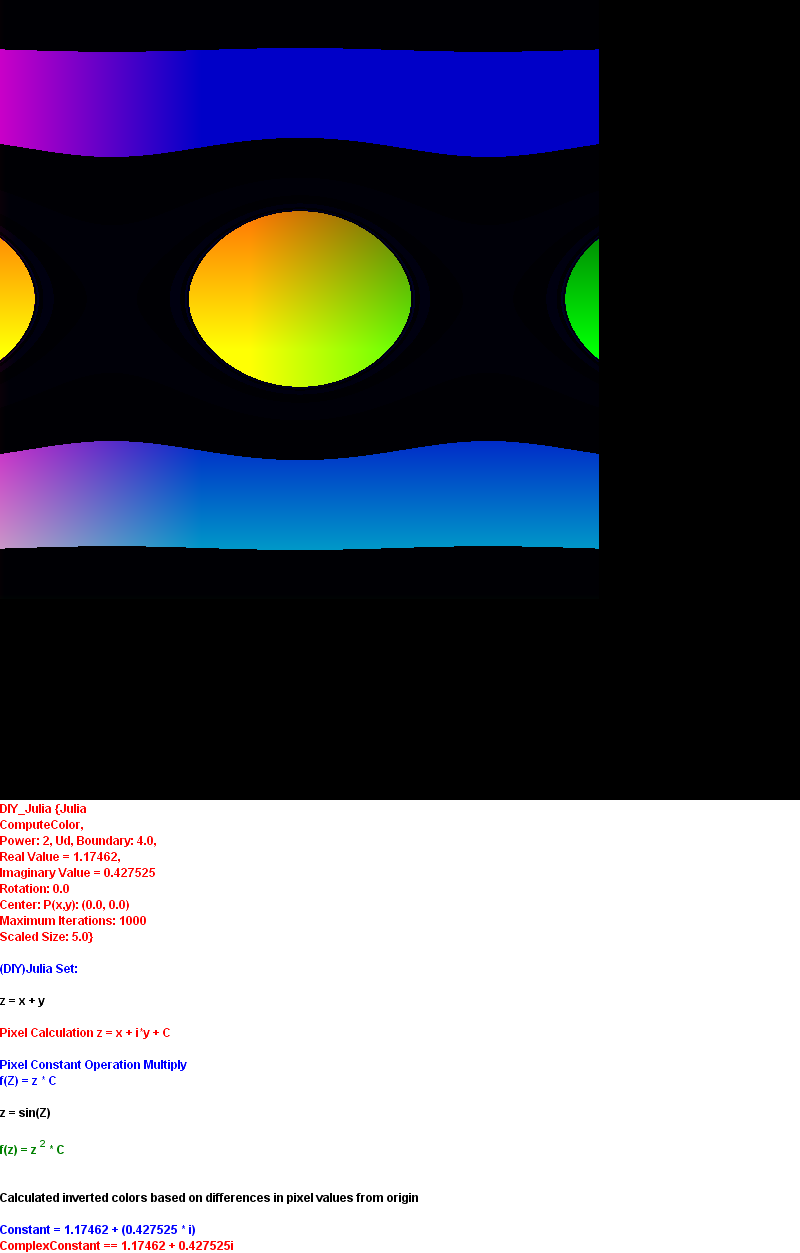 DIY_Julia {Julia
ComputeColor,
Power: 2, Ud, Boundary: 4.0,
Real Value = 1.17462,
Imaginary Value = 0.427525
Rotation: 0.0
Center: P(x,y): (0.0, 0.0)
Maximum Iterations: 1000
Scaled Size: 5.0}
(DIY)Julia Set:
z = x + y
Pixel Calculation z = x + i*y + C
Pixel Constant Operation Multiply
f(Z) = z * C
z = sin(Z)
f(z) = z 2 * C
Calculated inverted colors based on differences in pixel values from origin
Constant = 1.17462 + (0.427525 * i)
ComplexConstant == 1.17462 + 0.427525i